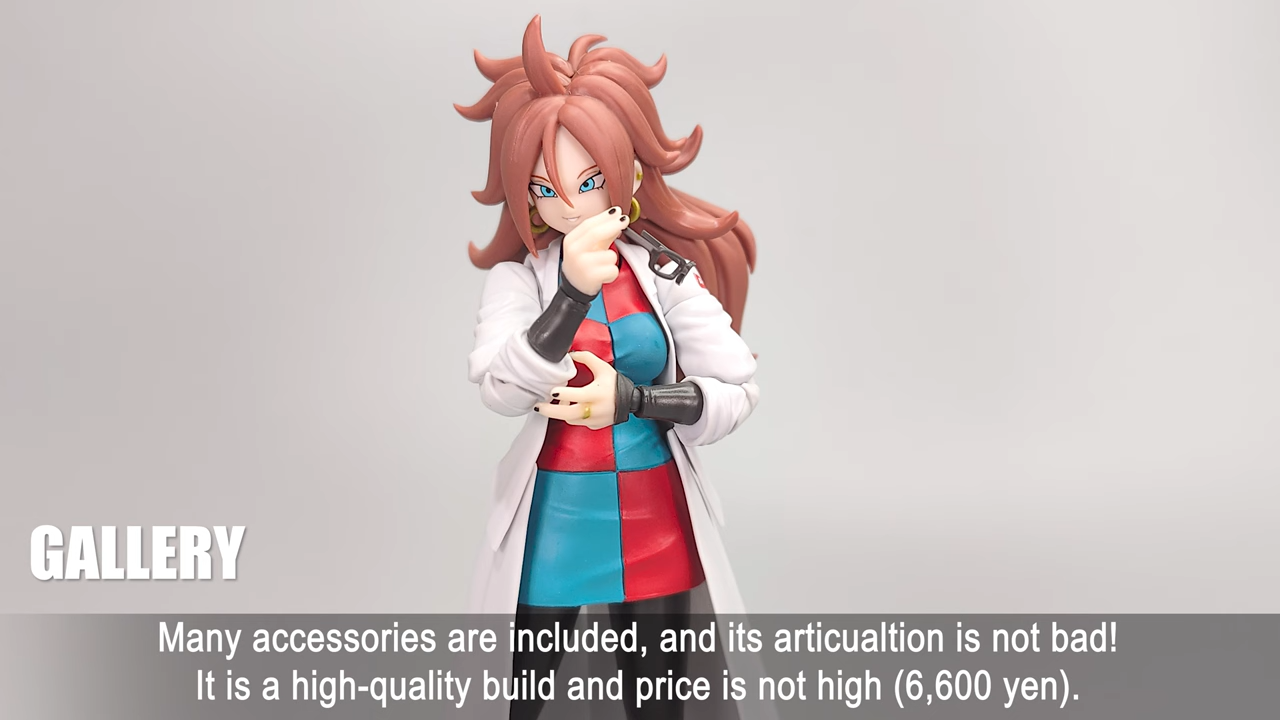 GALLERY
Many accessories are included, and its articualtion is not bad!
It is a high-quality build and price is not high (6,600 yen).